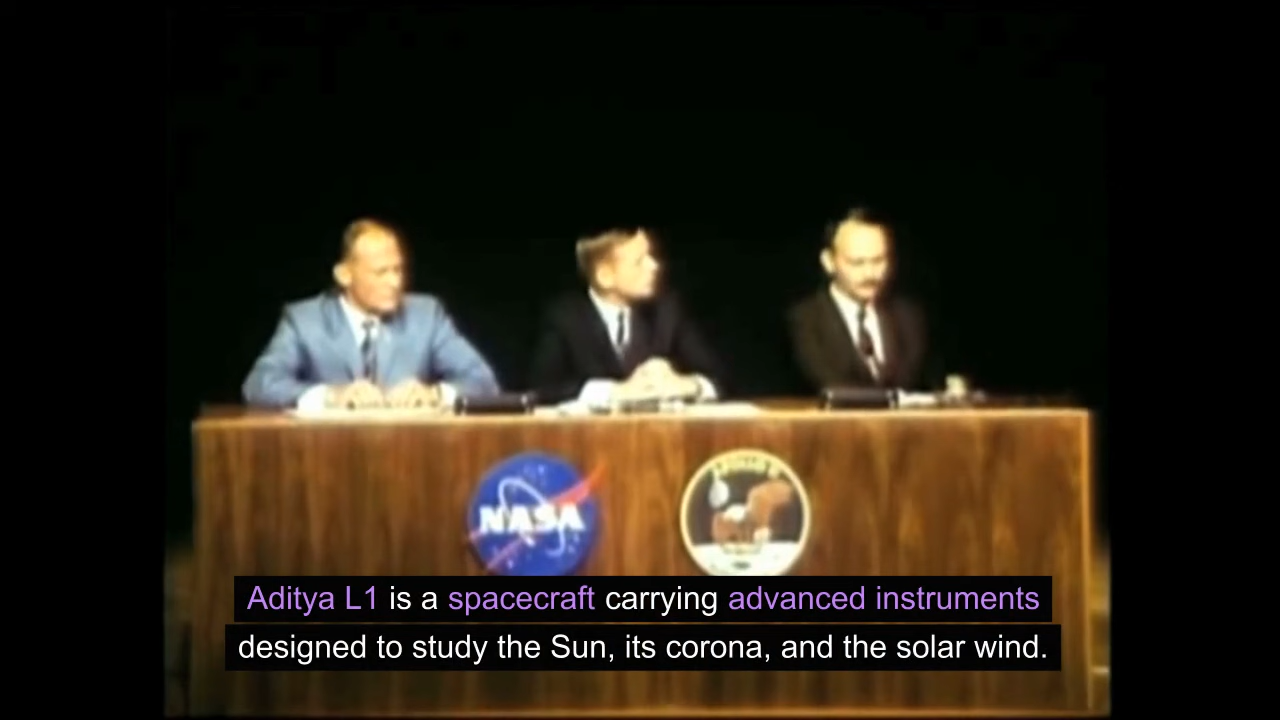 NASA
Aditya L1 is a spacecraft carrying advanced instruments
designed to study the Sun, its corona, and the solar wind.